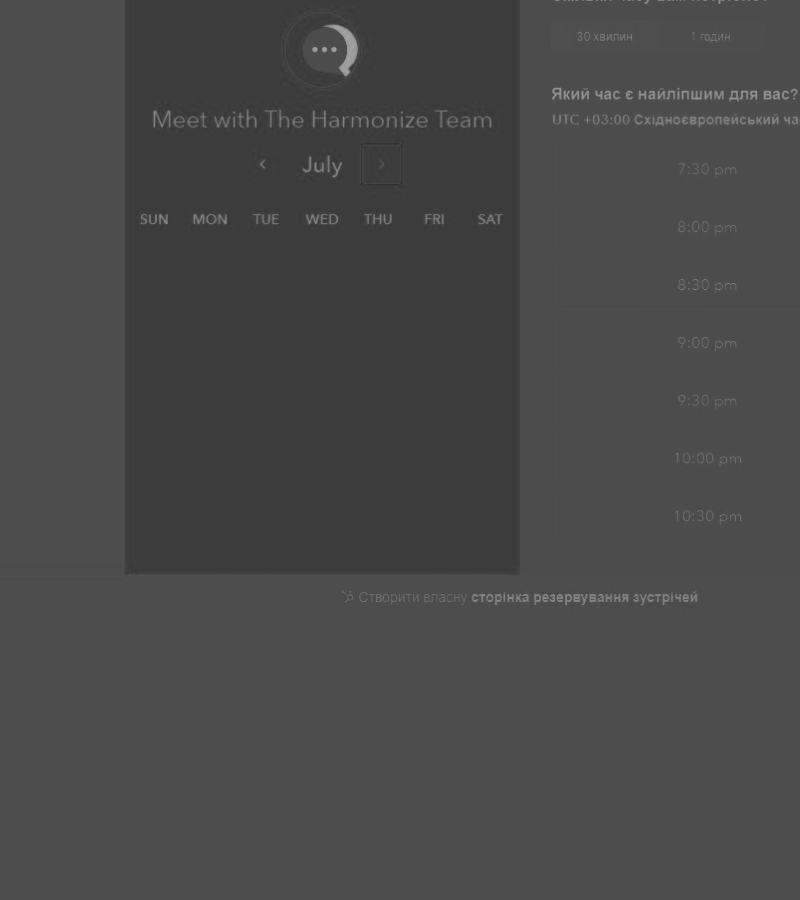 Meet with The Harmonize Team
July
SUN MON TUE WED THU FRI SAT
30 хвилин 1 годин
Який час є найліпшим для вас?
UTC +03:00 Східноєвропейський ча
7:30 pm
8:00 pm
8:30 pm
9:00 pm
9:30 pm
10:00 pm
10:30 pm
Створити власну сторінка резервування зустрічей